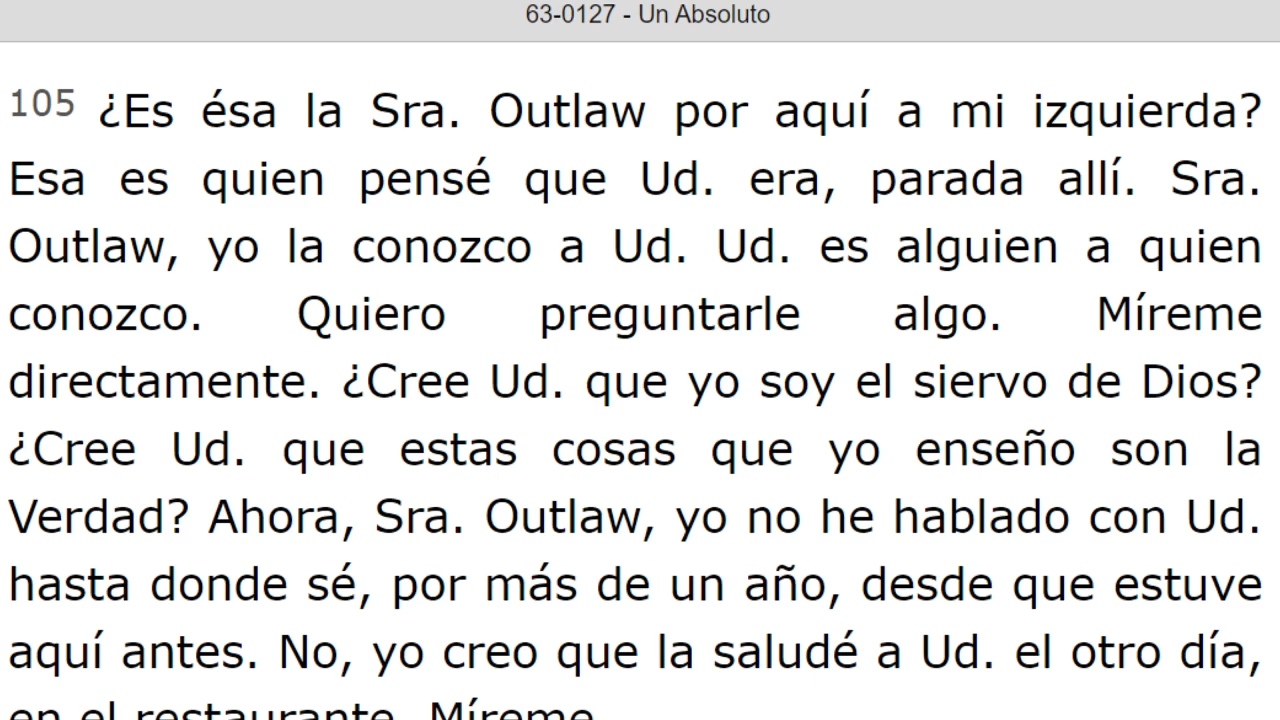 63-0127 - Un Absoluto
105 ¿Es ésa la Sra. Outlaw por aquí a mi izquierda?
Esa es quien pensé que Ud. era, parada allí. Sra.
Outlaw, yo la conozco a Ud. Ud. es alguien a quien
conozco. Quiero preguntarle algo. Míreme
directamente. ¿Cree Ud. que yo soy el siervo de Dios?
¿Cree Ud. que estas cosas que yo enseño son la
Verdad? Ahora, Sra. Outlaw, yo no he hablado con Ud.
hasta donde sé, por más de un año, desde que estuve
aquí antes. No, yo creo que la saludé a Ud. el otro día,
en el restaurante. Míreme